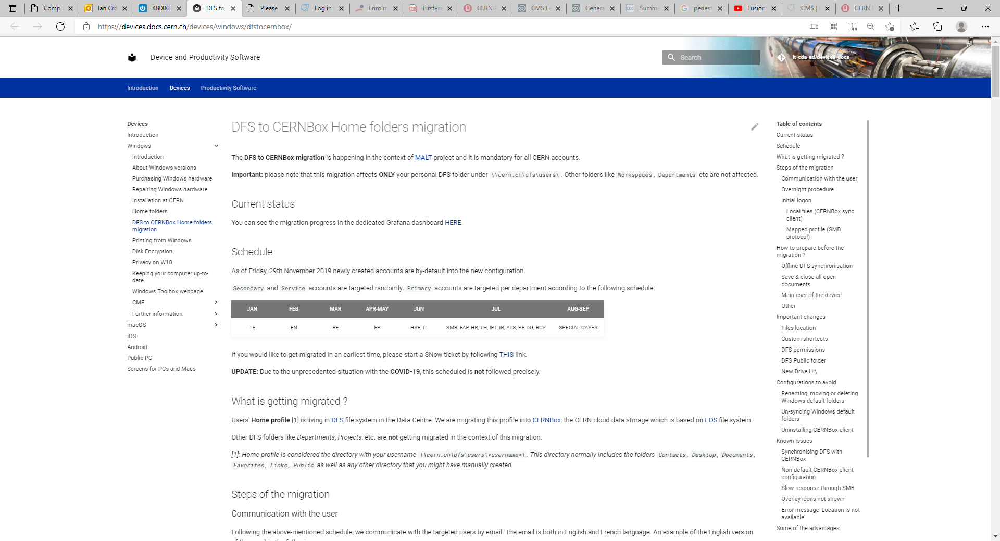 Comp a
Ian Cro
KB0003
DFS to
Please
Log in t
Enrolm
FirstPre
CERN P
CMS Le
Genera
Summe
pedest
Fusion
CMS |
CERN
https://devices.docs.cern.ch/devices/windows/dfstocernbox/
Device and Productivity Software
Search
it-cda-ad/devices-docs
Introduction Devices Productivity Software
Devices
Introduction
Windows
Introduction
About Windows versions
Purchasing Windows hardware
Repairing Windows hardware
Installation at CERN
Home folders
DFS to CERNBox Home folders
migration
Printing from Windows
Disk Encryption
Privacy on W10
Keeping your computer up-to-
date
Windows Toolbox webpage
CMF
Further information
macOS
iOS
Android
Public PC
Screens for PCs and Macs
DFS to CERNBox Home folders migration
The DFS to CERNBox migration is happening in the context of MALT project and it is mandatory for all CERN accounts.
Important: please note that this migration affects ONLY your personal DFS folder under \\cern.ch\dfs\users\. Other folders like Workspaces, Departments etc are not affected.
Current status
You can see the migration progress in the dedicated Grafana dashboard HERE.
Schedule
As of Friday, 29th November 2019 newly created accounts are by-default into the new configuration.
Secondary and Service accounts are targeted randomly. Primary accounts are targeted per department according to the following schedule:
JAN FEB MAR APR-MAY JUN JUL AUG-SEP
TE EN BE EP HSE, IT SMB, FAP, HR, TH, IPT, IR, ATS, PF, DG, RCS SPECIAL CASES
If you would like to get migrated in an earliest time, please start a SNow ticket by following THIS link.
UPDATE: Due to the unprecedented situation with the COVID-19, this scheduled is not followed precisely.
What is getting migrated ?
Users' Home profile [1] is living in DFS file system in the Data Centre. We are migrating this profile into CERNBox, the CERN cloud data storage which is based on EOS file system.
Other DFS folders like Departments, Projects, etc. are not getting migrated in the context of this migration.
[1]: Home profile is considered the directory with your username \\cern.ch\dfs\users\<username>\. This directory normally includes the folders Contacts, Desktop, Documents,
Favorites, Links, Public as well as any other directory that you might have manually created.
Steps of the migration
Communication with the user
Following the above-mentioned schedule, we communicate with the targeted users by email. The email is both in English and French language. An example of the English version
Table of contents
Current status
Schedule
What is getting migrated ?
Steps of the migration
Communication with the user
Overnight procedure
Initial logon
Local files (CERNBox sync
client)
Mapped profile (SMB
protocol)
How to prepare before the
migration ?
Offline DFS synchronisation
Save & close all open
documents
Main user of the device
Other
Important changes
Files location
Custom shortcuts
DFS permissions
DFS Public folder
New Drive H:\
Configurations to avoid
Renaming, moving or deleting
Windows default folders
Un-syncing Windows default
folders
Uninstalling CERNBox client
Known issues
Synchronising DFS with
CERNBox
Non-default CERNBox client
configuration
Slow response through SMB
Overlay icons not shown
Error message 'Location is not
available'
Some of the advantages